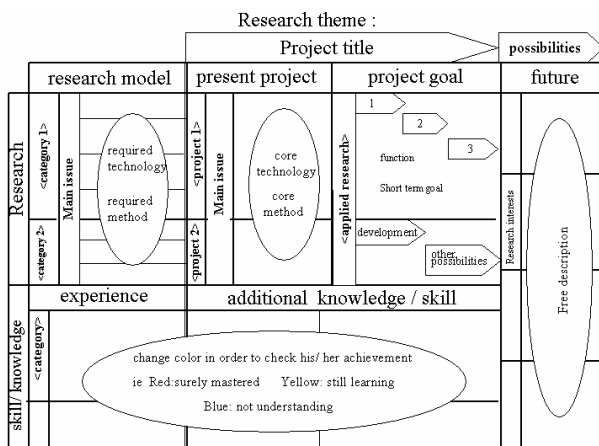 Research theme :
Project title
possibilities
research model
present project
project goal
future
Research
<category 1>
<category 2>
Main issue
required
technology
required
method
<project 1>
<project 2>
Main issue
core
technology
core
method
<applied research>
1
2
3
function
Short term goal
development
other
possibilities
Research interests
Free description
experience
additional knowledge / skill
skill/ knowledge
<category>
change color in order to check his/ her achievement
ie Red:surely mastered Yellow: still learning
Blue: not understanding